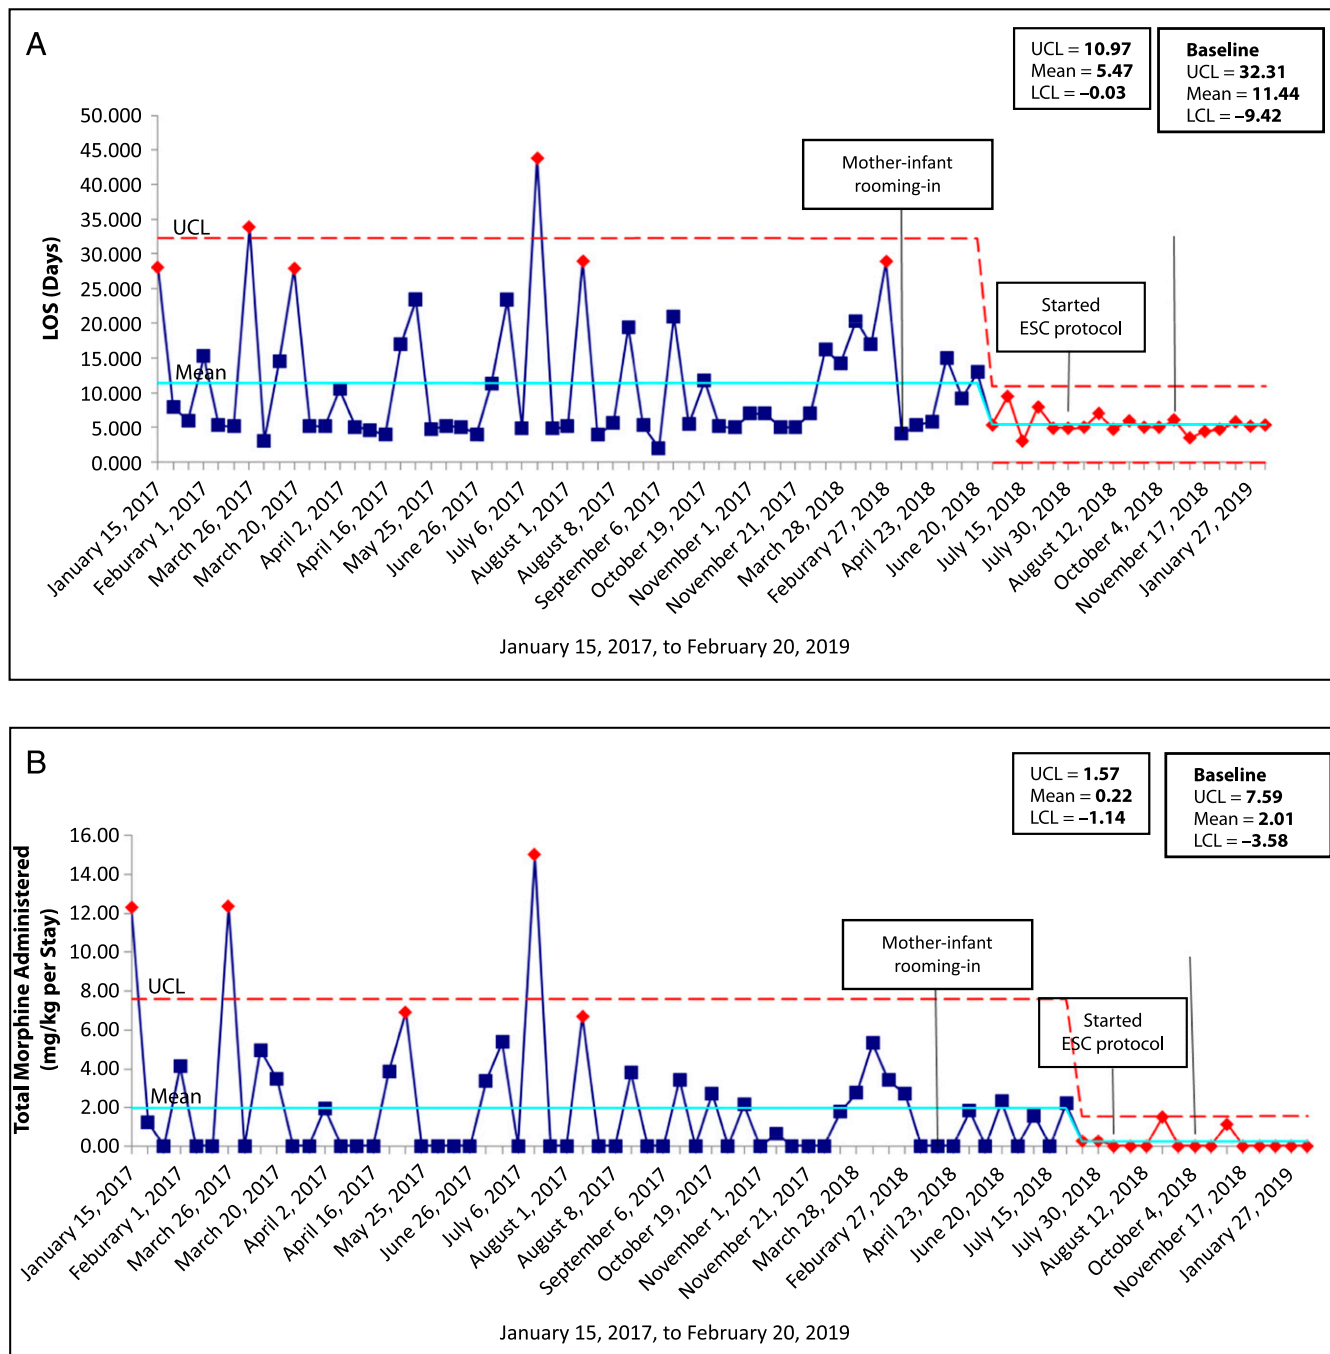 A
UCL = 10.97
Mean = 5.47
LCL = –0.03
Baseline
UCL = 32.31
Mean = 11.44
LCL = –9.42
50.000
45.000
40.000
35.000
30.000
25.000
20.000
15.000
10.000
5.000
0.000
LOS (Days)
UCL
Mean
Mother-infant
rooming-in
Started
ESC protocol
January 15, 2017
Feburary 1, 2017
March 26, 2017
March 20, 2017
April 2, 2017
April 16, 2017
May 25, 2017
June 26, 2017
July 6, 2017
August 1, 2017
August 8, 2017
September 6, 2017
October 19, 2017
November 1, 2017
November 21, 2017
March 28, 2018
Feburary 27, 2018
April 23, 2018
June 20, 2018
July 15, 2018
July 30, 2018
August 12, 2018
October 4, 2018
November 17, 2018
January 27, 2019
January 15, 2017, to February 20, 2019
B
UCL = 1.57
Mean = 0.22
LCL = –1.14
Baseline
UCL = 7.59
Mean = 2.01
LCL = –3.58
16.00
14.00
12.00
10.00
8.00
6.00
4.00
2.00
0.00
Total Morphine Administered
(mg/kg per Stay)
UCL
Mean
Mother-infant
rooming-in
Started
ESC protocol
January 15, 2017
Feburary 1, 2017
March 26, 2017
March 20, 2017
April 2, 2017
April 16, 2017
May 25, 2017
June 26, 2017
July 6, 2017
August 1, 2017
August 8, 2017
September 6, 2017
October 19, 2017
November 1, 2017
November 21, 2017
March 28, 2018
Feburary 27, 2018
April 23, 2018
June 20, 2018
July 15, 2018
July 30, 2018
August 12, 2018
October 4, 2018
November 17, 2018
January 27, 2019
January 15, 2017, to February 20, 2019